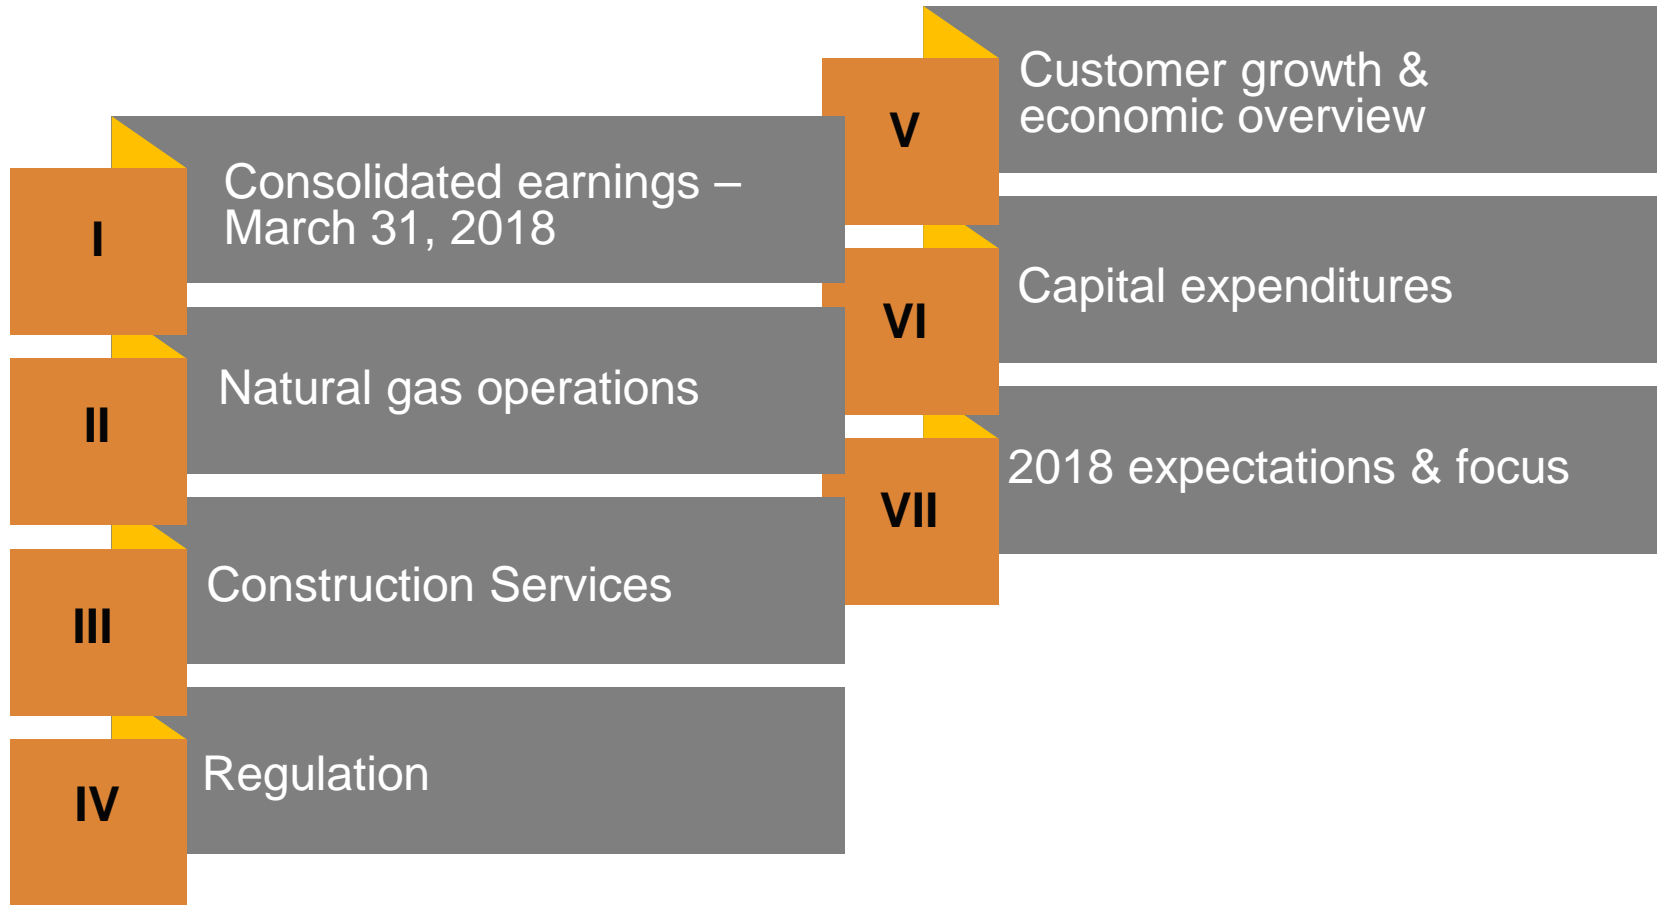 I
Consolidated earnings –
March 31, 2018
II
Natural gas operations
III
Construction Services
IV
Regulation
V
Customer growth &
economic overview
VI
Capital expenditures
VII
2018 expectations & focus